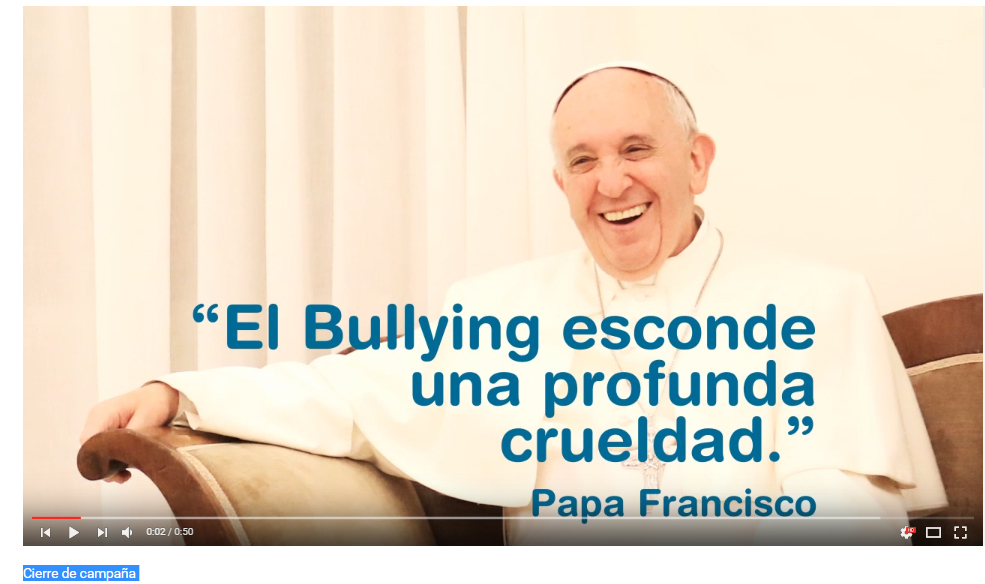 “El Bullying esconde
una profunda
crueldad.”
Papa Francisco
0:02 / 0:50
Cierre de campaña